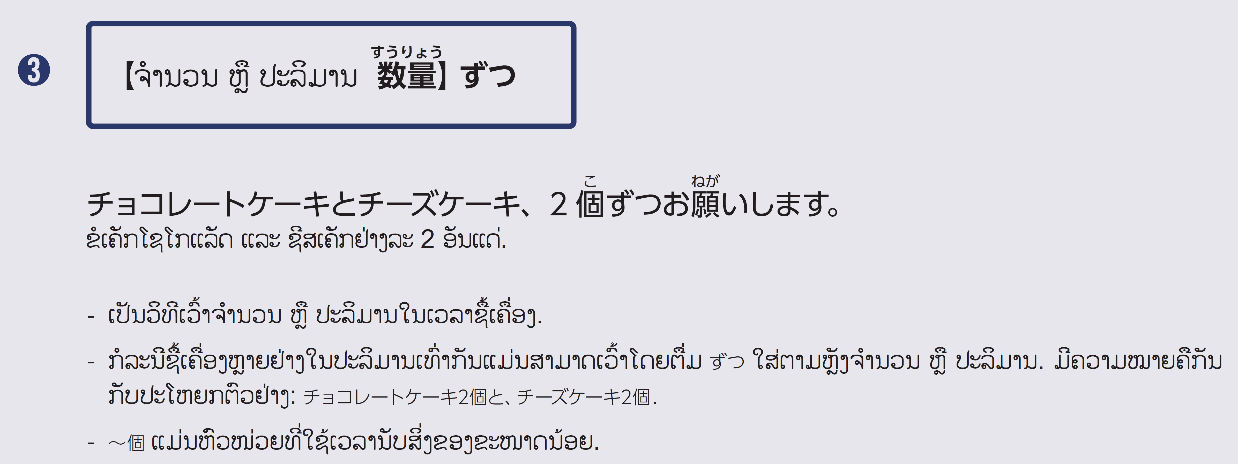 ❸
すうりょう
【ຈຳນວນ ຫຼື ປະລິມານ 数量】ずつ
こ ねが
チョコレートケーキとチーズケーキ、2個ずつお願いします。
ຂໍເຄັກໂຊໂກແລັດ ແລະ ຊີສເຄັກຢ່າງລະ 2 ອັນແດ່.
- ເປັນວິທີເວົ້າຈຳນວນ ຫຼື ປະລິມານໃນເວລາຊື້ເຄື່ອງ.
- ກໍລະນີຊື້ເຄື່ອງຫຼາຍຢ່າງໃນປະລິມານເທົ່າກັນແມ່ນສາມາດເວົ້າໂດຍຕື່ມ ずつ ໃສ່ຕາມຫຼັງຈຳນວນ ຫຼື ປະລິມານ. ມີຄວາມໝາຍຄືກັນ
ກັບປະໂຫຍກຕົວຢ່າງ: チョコレートケーキ2個と、チーズケーキ2個.
- ～個 ແມ່ນຫົວໜ່ວຍທີ່ໃຊ້ເວລານັບສິ່ງຂອງຂະໜາດນ້ອຍ.